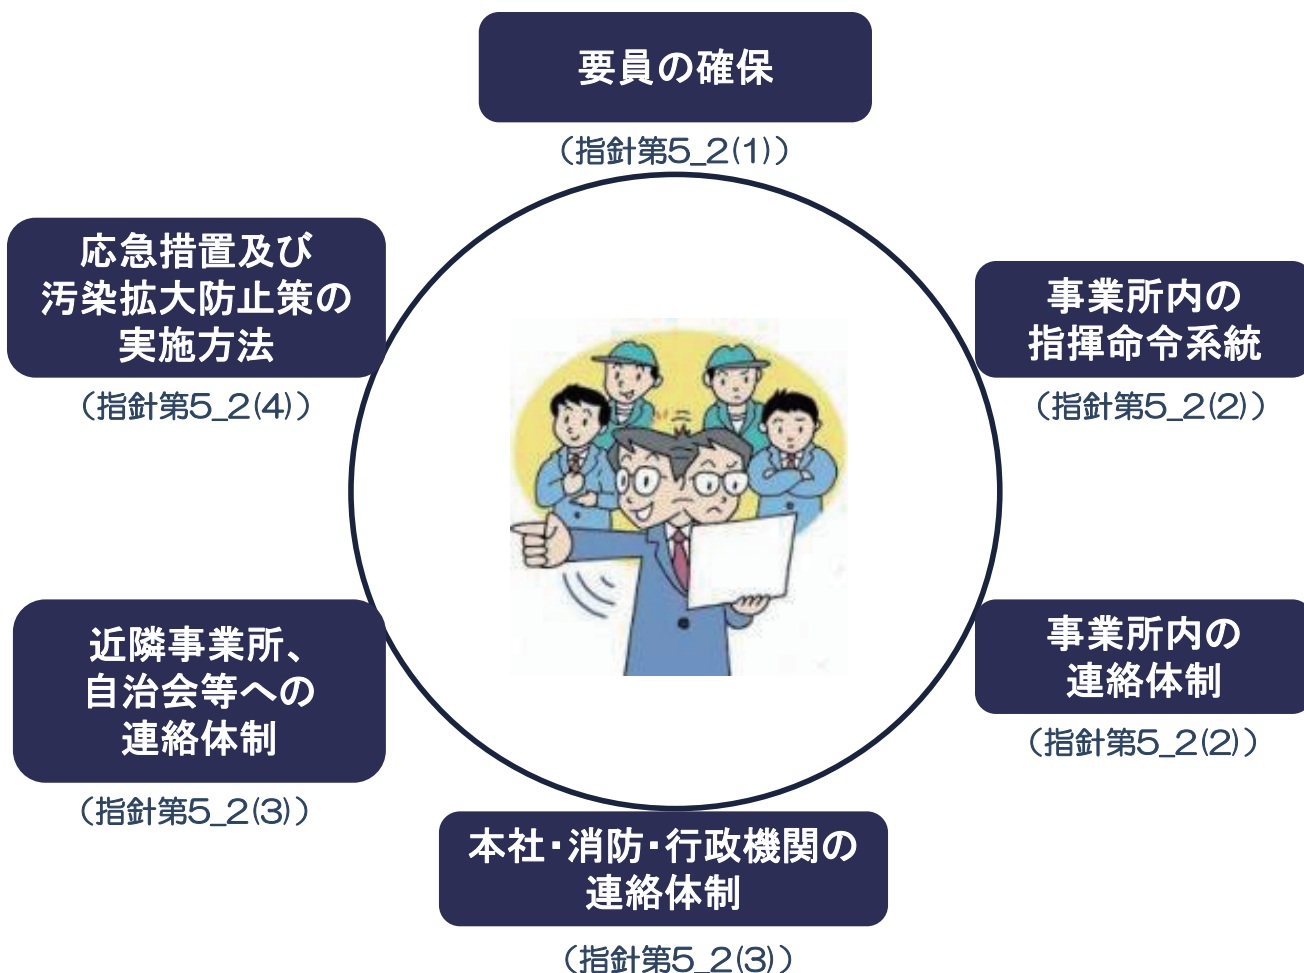 要員の確保
（指針第5_2(1)）
事業所内の
指揮命令系統
（指針第5_2(2)）
事業所内の
連絡体制
（指針第5_2(2)）
本社・消防・行政機関の
連絡体制
（指針第5_2(3)）
近隣事業所、
自治会等への
連絡体制
（指針第5_2(3)）
応急措置及び
汚染拡大防止策の
実施方法
（指針第5_2(4)）